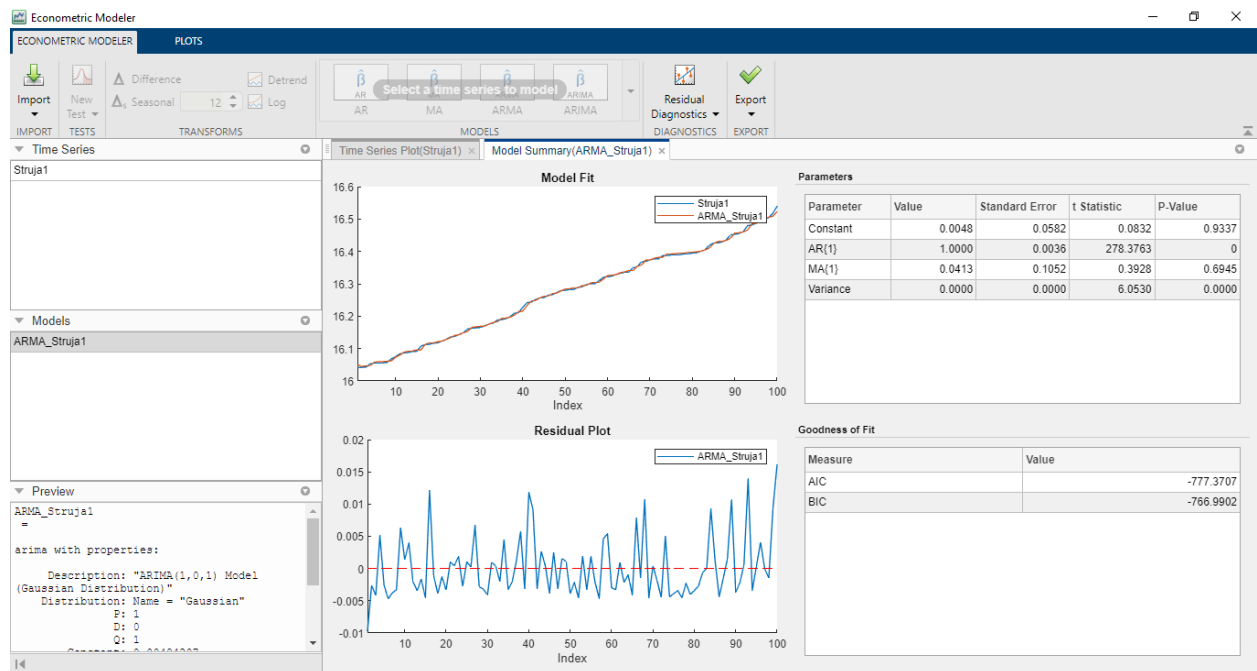 Econometric Modeler
ECONOMETRIC MODELER PLOTS
Import
New Test
Δ Difference
Δs Seasonal 12
Detrend
Log
β̂ AR
β̂
β̂
β̂ ARIMA
Select a time series to model
AR MA ARMA ARIMA
Residual Diagnostics
Export
IMPORT TESTS TRANSFORMS MODELS DIAGNOSTICS EXPORT
Time Series
Struja1
Models
ARMA_Struja1
Preview
ARMA_Struja1
=
arima with properties:
Description: "ARIMA(1,0,1) Model
(Gaussian Distribution)"
Distribution: Name = "Gaussian"
P: 1
D: 0
Q: 1
Time Series Plot(Struja1) × Model Summary(ARMA_Struja1) ×
Model Fit
Struja1
ARMA_Struja1
16.6
16.5
16.4
16.3
16.2
16.1
16
10 20 30 40 50 60 70 80 90 100
Index
Residual Plot
ARMA_Struja1
0.02
0.015
0.01
0.005
0
-0.005
-0.01
10 20 30 40 50 60 70 80 90 100
Index
Parameters
Parameter Value Standard Error t Statistic P-Value
Constant 0.0048 0.0582 0.0832 0.9337
AR{1} 1.0000 0.0036 278.3763 0
MA{1} 0.0413 0.1052 0.3928 0.6945
Variance 0.0000 0.0000 6.0530 0.0000
Goodness of Fit
Measure Value
AIC -777.3707
BIC -766.9902